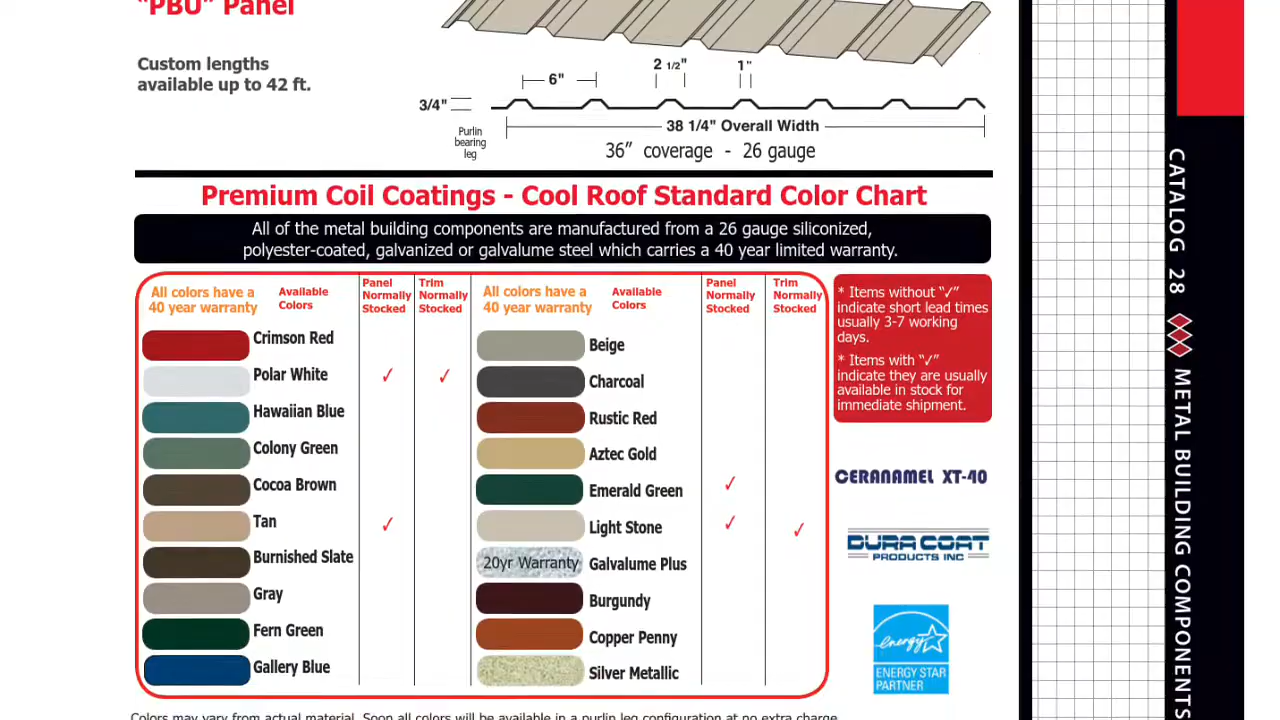 "PBU" Panel
Custom lengths
available up to 42 ft.
6"
2 1/2"
1"
3/4"
Purlin
bearing
leg
38 1/4" Overall Width
36” coverage - 26 gauge
Premium Coil Coatings - Cool Roof Standard Color Chart
All of the metal building components are manufactured from a 26 gauge siliconized,
polyester-coated, galvanized or galvalume steel which carries a 40 year limited warranty.
All colors have a
40 year warranty
Available
Colors
Panel
Normally
Stocked
Trim
Normally
Stocked
Crimson Red
Polar White ✓ ✓
Hawaiian Blue
Colony Green
Cocoa Brown
Tan ✓
Burnished Slate
Gray
Fern Green
Gallery Blue
All colors have a
40 year warranty
Available
Colors
Panel
Normally
Stocked
Trim
Normally
Stocked
Beige
Charcoal
Rustic Red
Aztec Gold
Emerald Green ✓
Light Stone ✓ ✓
20yr Warranty Galvalume Plus
Burgundy
Copper Penny
Silver Metallic
* Items without “✓”
indicate short lead times
usually 3-7 working
days.
* Items with “✓”
indicate they are usually
available in stock for
immediate shipment.
CERANAMEL XT-40
DURA COAT
PRODUCTS INC
energy
ENERGY STAR
PARTNER
Colors may vary from actual material. Soon all colors will be available in a purlin leg configuration at no extra charge
CATALOG 28 METAL BUILDING COMPONENTS